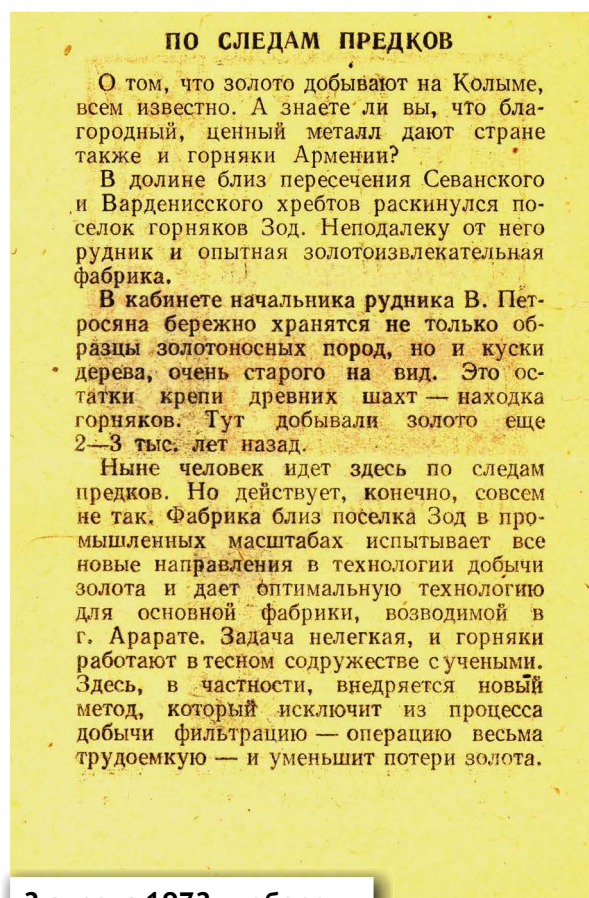 ПО СЛЕДАМ ПРЕДКОВ
О том, что золото добывают на Колыме,
всем известно. А знаете ли вы, что бла-
городный, ценный металл дают стране
также и горняки Армении?
В долине близ пересечения Севанского
и Варденисского хребтов раскинулся по-
селок горняков Зод. Неподалеку от него
рудник и опытная золотоизвлекательная
фабрика.
В кабинете начальника рудника В. Пет-
росяна бережно хранятся не только об-
разцы золотоносных пород, но и куски
дерева, очень старого на вид. Это ос-
татки крепи древних шахт — находка
горняков. Тут добывали золото еще
2—3 тыс. лет назад.
Ныне человек идет здесь по следам
предков. Но действует, конечно, совсем
не так. Фабрика близ поселка Зод в про-
мышленных масштабах испытывает все
новые направления в технологии добычи
золота и дает оптимальную технологию
для основной фабрики, возводимой в
г. Арарате. Задача нелегкая, и горняки
работают в тесном содружестве с учеными.
Здесь, в частности, внедряется новый
метод, который исключит из процесса
добычи фильтрацию — операцию весьма
трудоемкую — и уменьшит потери золота.
1973